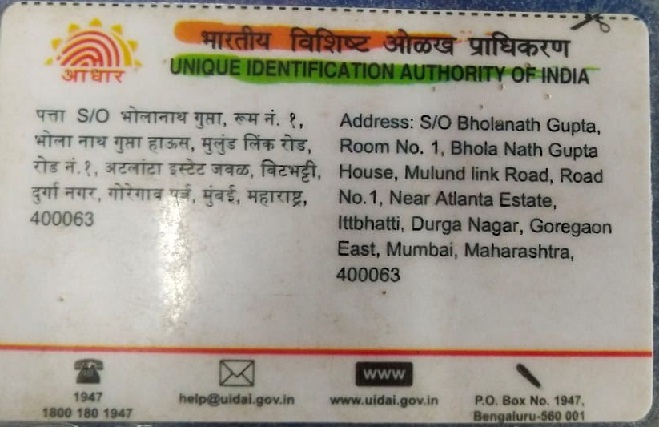 आधार
भारतीय विशिष्ट ओळख प्राधिकरण
UNIQUE IDENTIFICATION AUTHORITY OF INDIA
पत्ता S/O भोलानाथ गुप्ता, रूम नं. १,
भोला नाथ गुप्ता हाऊस, मुलुंड लिंक रोड,
रोड नं.१, अटलांटा इस्टेट जवळ, विटभट्टी,
दुर्गा नगर, गोरेगाव पूर्व, मुंबई, महाराष्ट्र,
400063
Address: S/O Bholanath Gupta,
Room No. 1, Bhola Nath Gupta
House, Mulund link Road, Road
No.1, Near Atlanta Estate,
Ittbhatti, Durga Nagar, Goregaon
East, Mumbai, Maharashtra,
400063
1947
1800 180 1947
help@uidai.gov.in
www
www.uidai.gov.in
P.O. Box No. 1947,
Bengaluru-560 001